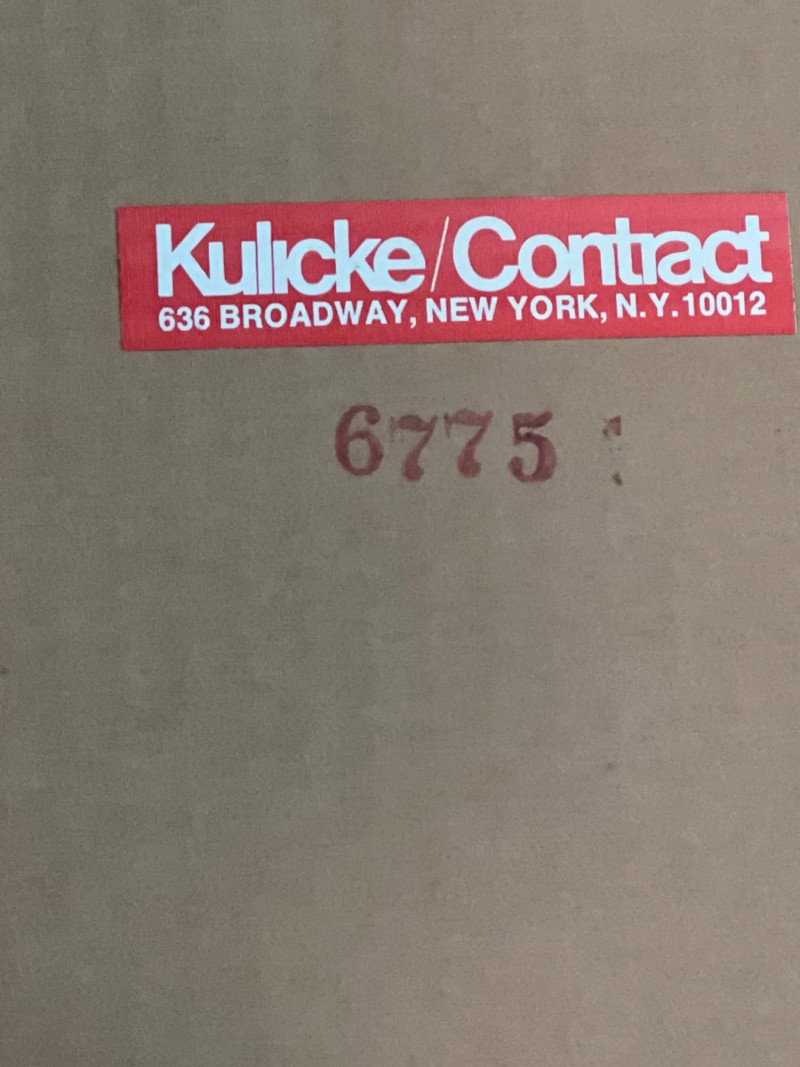 Kulicke/Contract
636 BROADWAY, NEW YORK, N.Y. 10012
6775